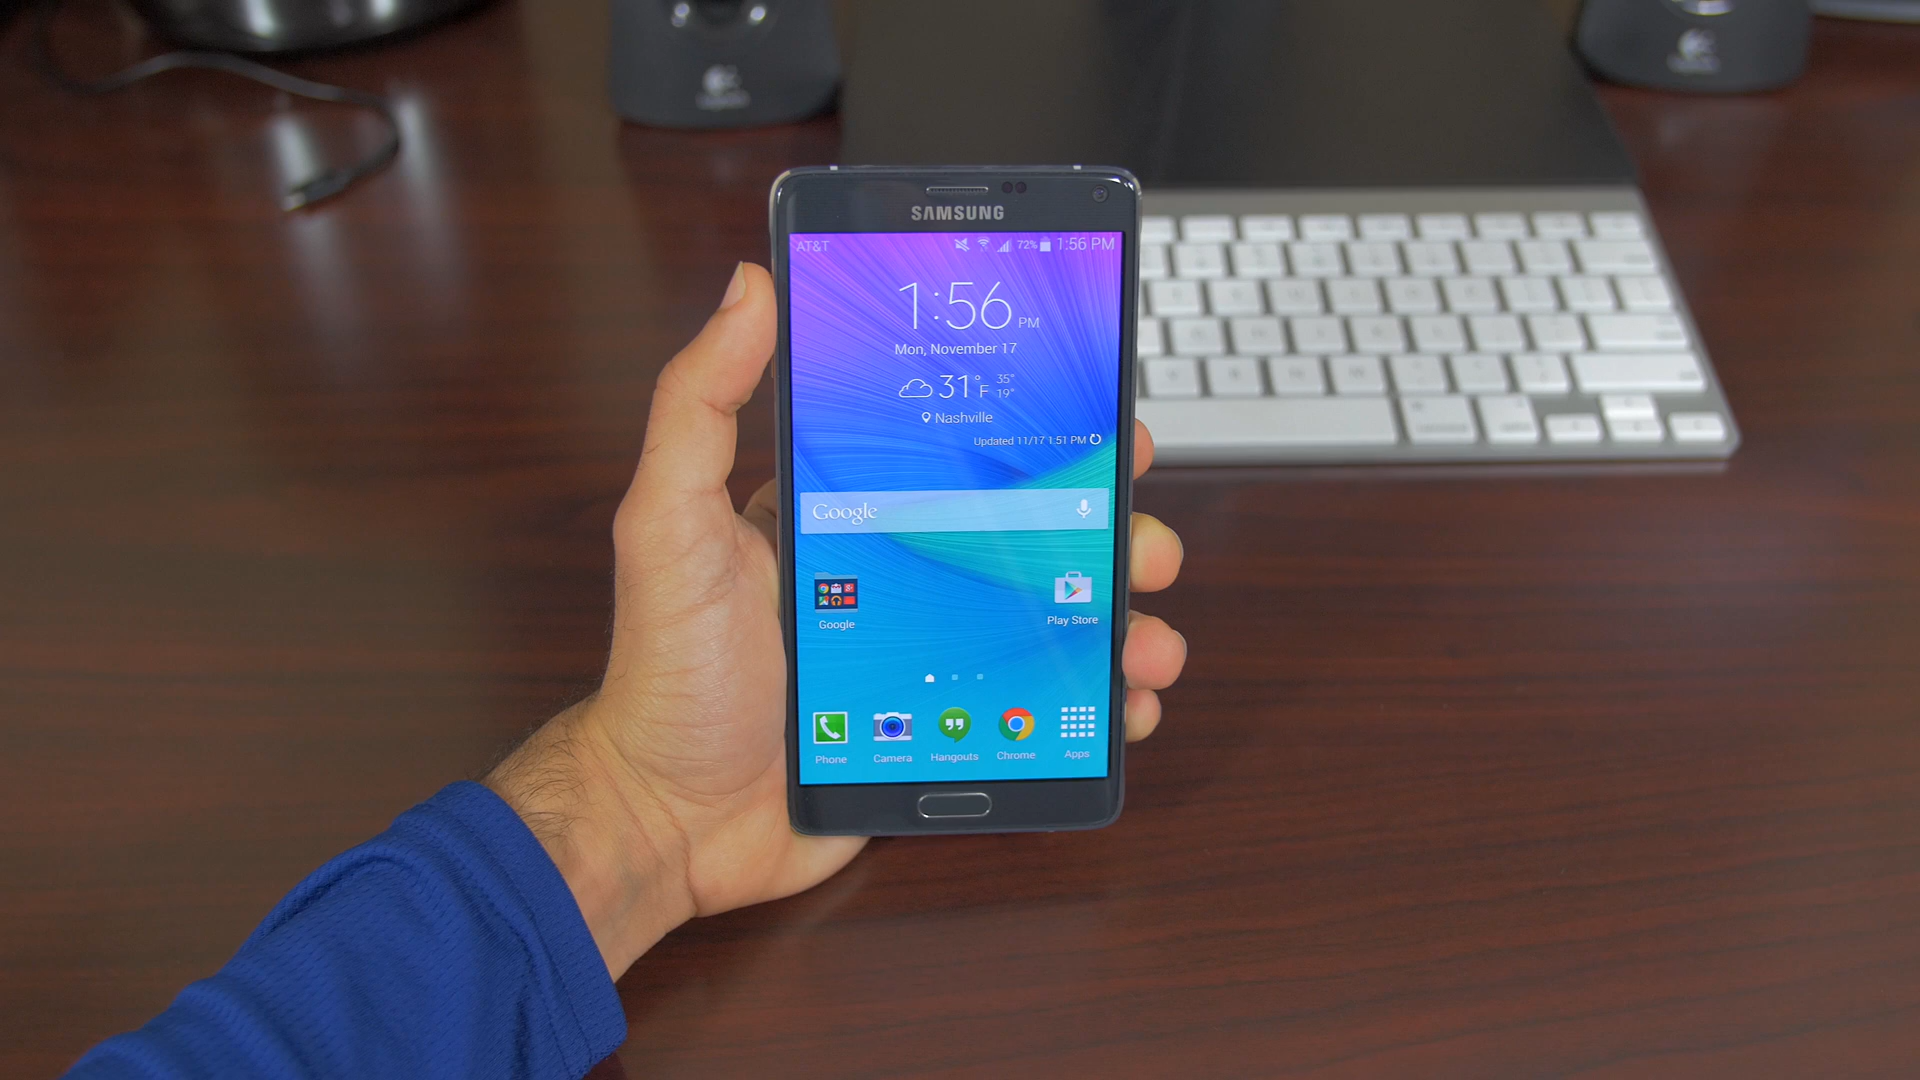 SAMSUNG
AT&T 72% 1:56 PM
1:56 PM
Mon, November 17
31°F 35°
19°
Nashville
Updated 11/17 1:51 PM
Google
Google
Play Store
Phone
Camera
Hangouts
Chrome
Apps